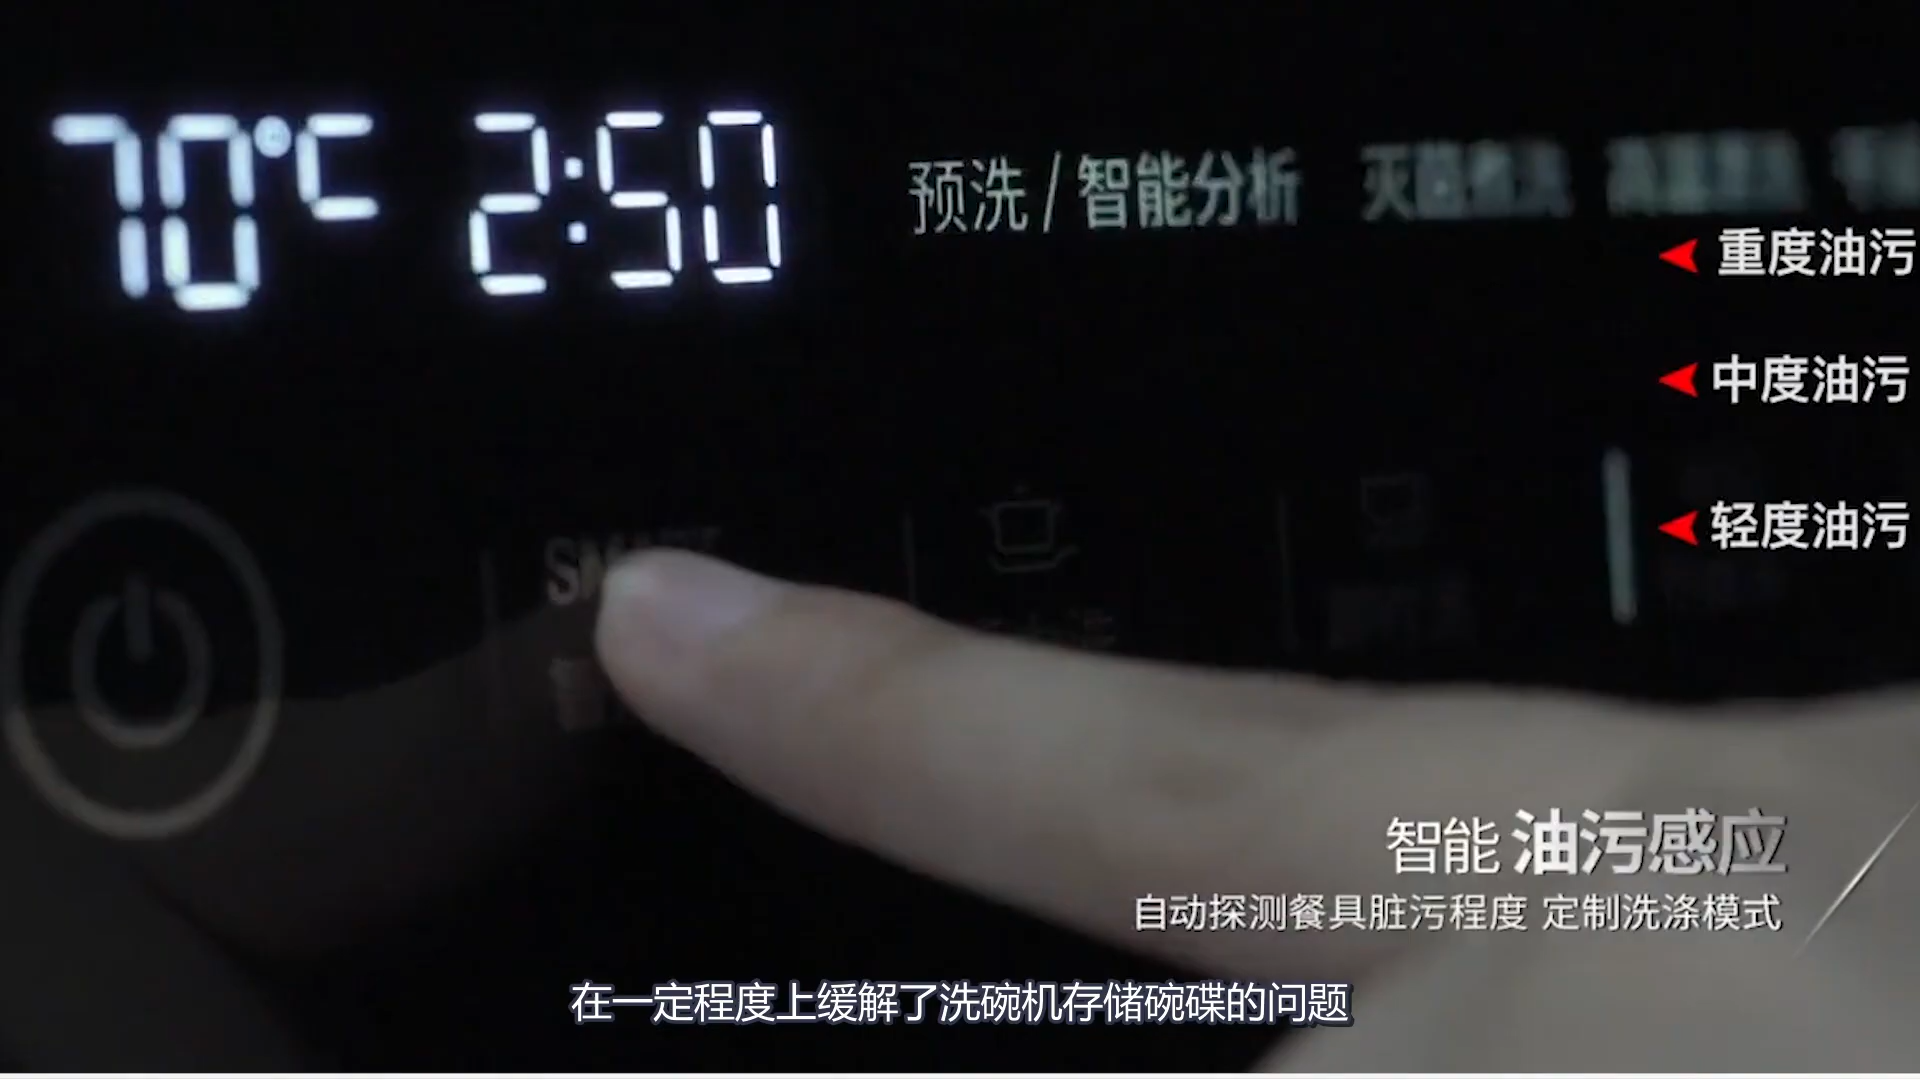 70°C 2:50 预洗 / 智能分析
重度油污
中度油污
轻度油污
智能 油污感应
自动探测餐具脏污程度 定制洗涤模式
在一定程度上缓解了洗碗机存储碗碟的问题